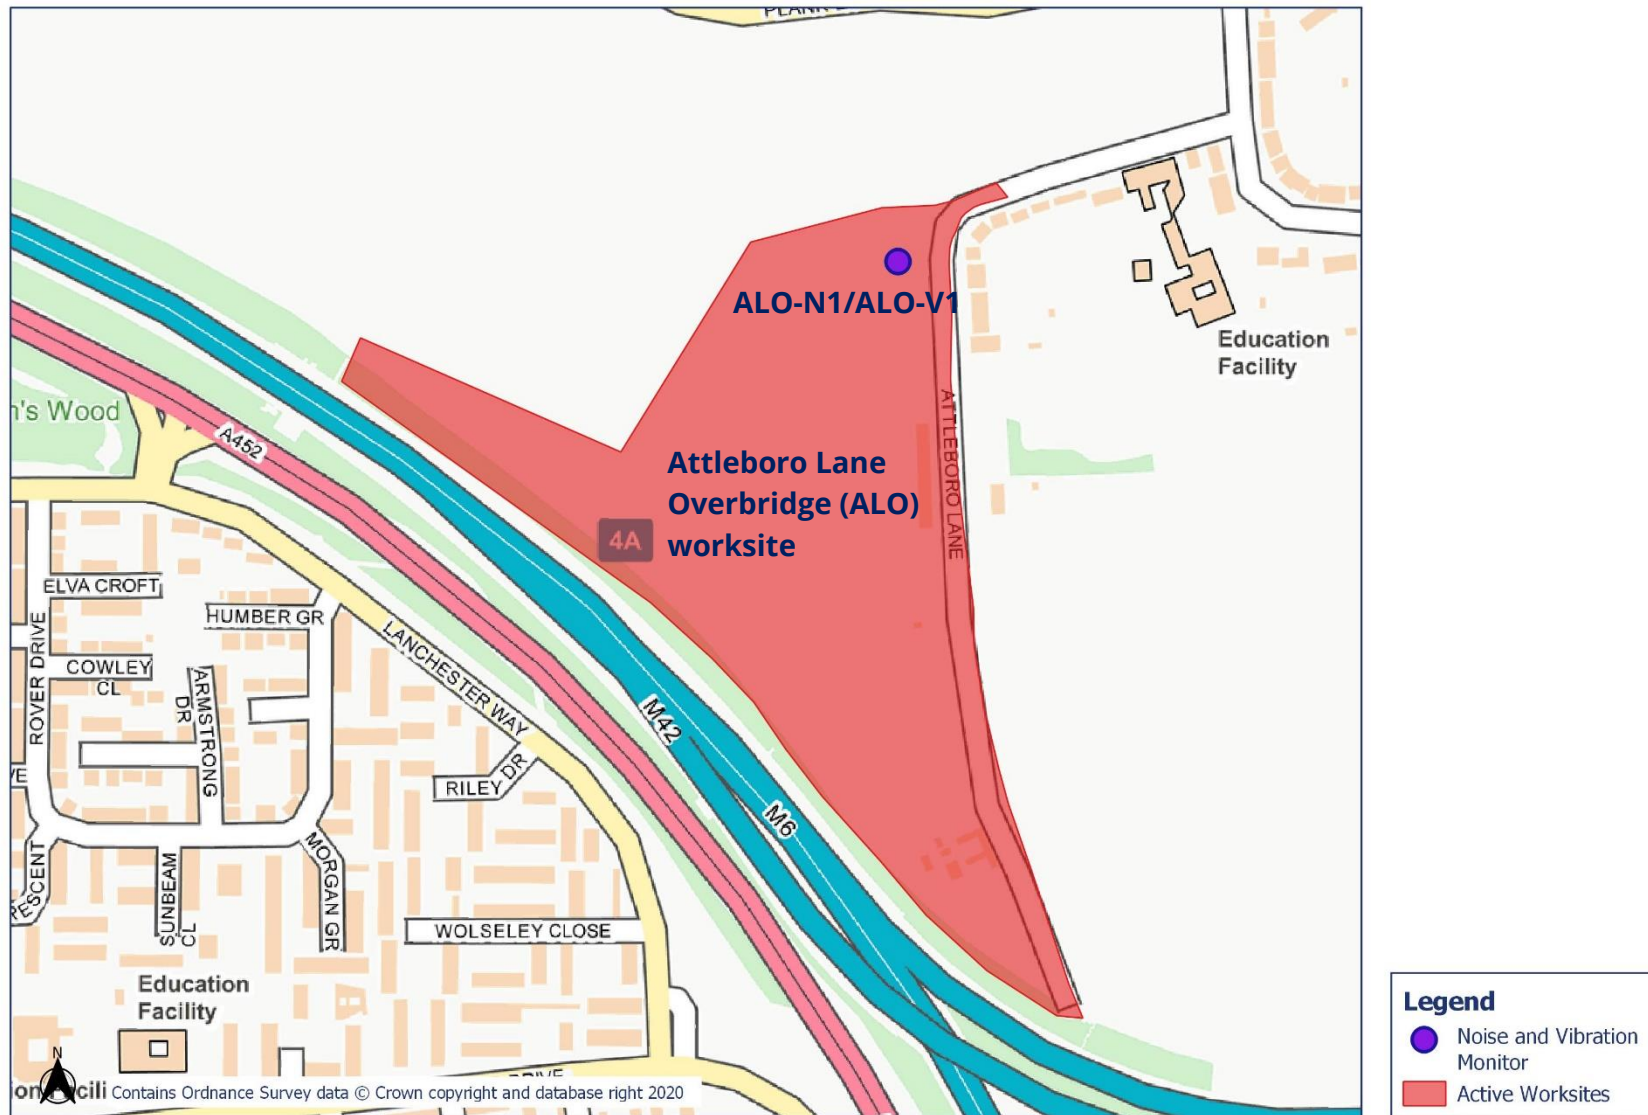 ALO-N1/ALO-V1
Education
Facility
n's Wood
A452
ATTLEBORO LANE
Attleboro Lane
Overbridge (ALO)
worksite
4A
ELVA CROFT
HUMBER GR
LANCHESTER WAY
ROVER DRIVE
COWLEY
CL
ARMSTRONG
DR
M42
RILEY DR
M6
MORGAN GR
SUNBEAM
CL
WOLSELEY CLOSE
Education
Facility
N
Contains Ordnance Survey data © Crown copyright and database right 2020
Legend
Noise and Vibration
Monitor
Active Worksites